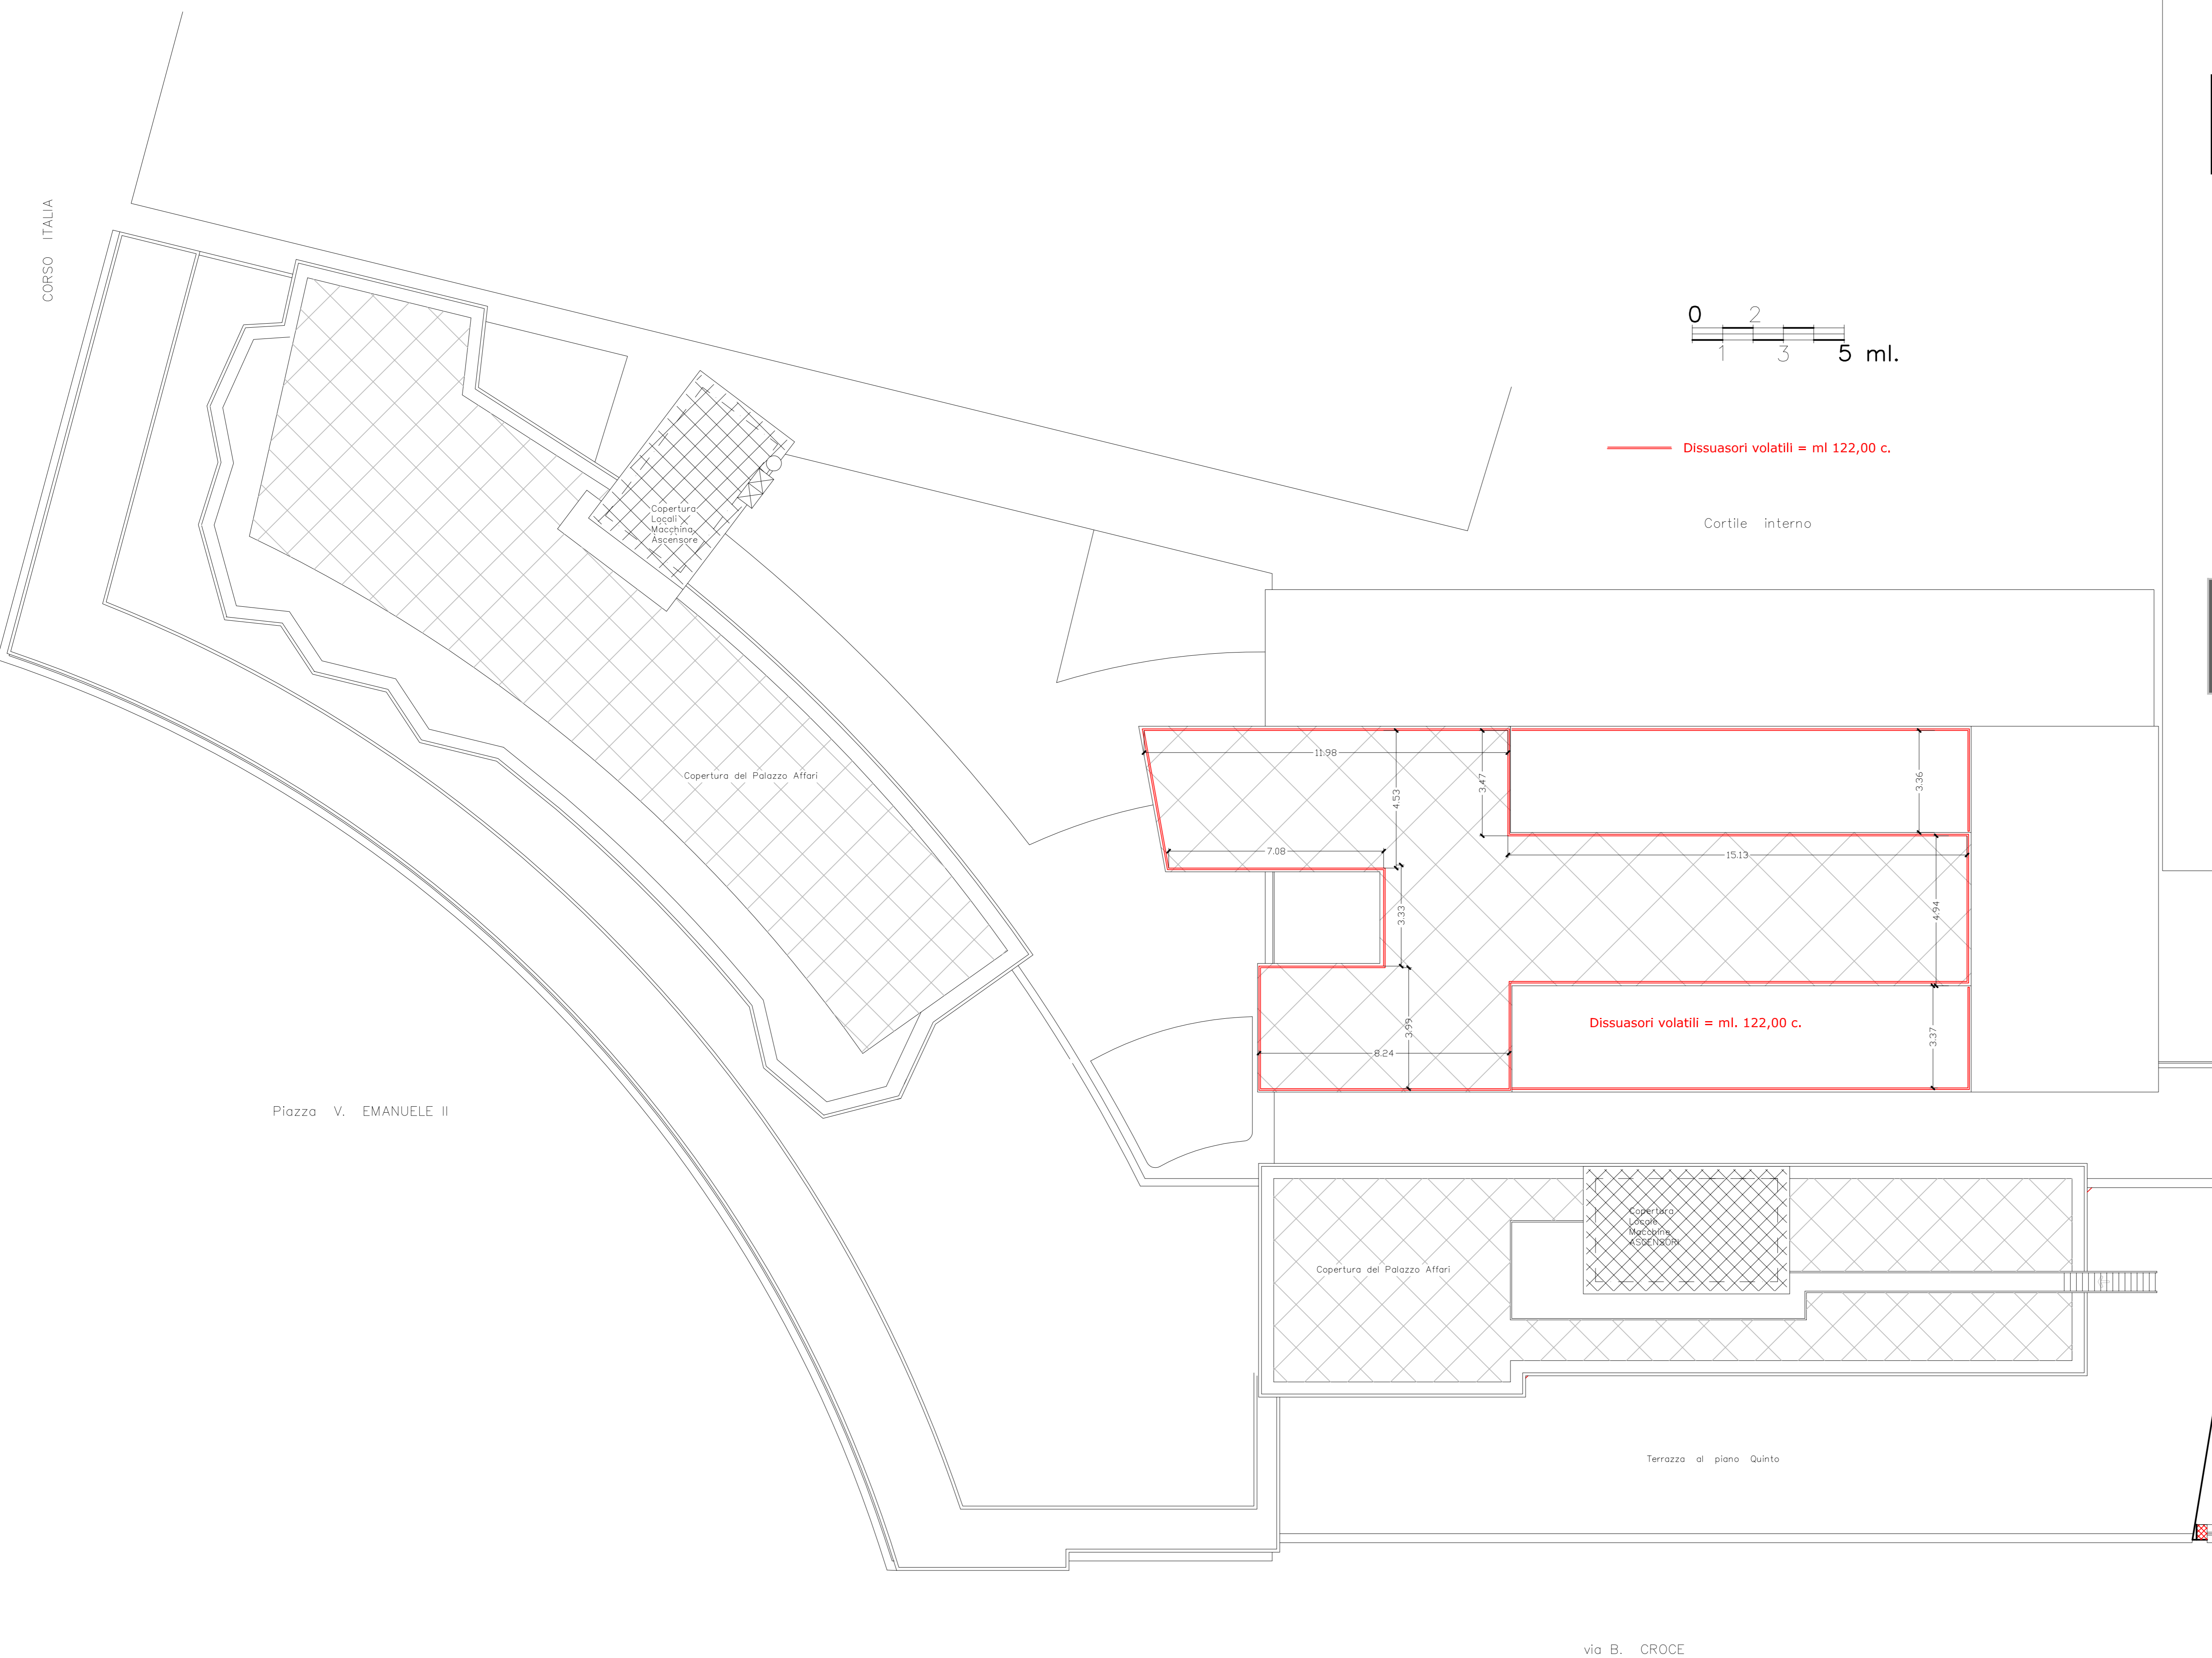 CORSO ITALIA
0
2
1
3
5 ml.
Dissuasori volatili = ml 122,00 c.
Cortile interno
Copertura
Locali
Macchina
Ascensore
Copertura del Palazzo Affari
11.98
4.53
3.47
3.36
7.08
15.13
3.33
4.94
3.99
8.24
Dissuasori volatili = ml. 122,00 c.
3.37
Piazza V. EMANUELE II
Copertura
Locale
Macchine
ASCENSORI
Copertura del Palazzo Affari
Terrazza al piano Quinto
via B. CROCE